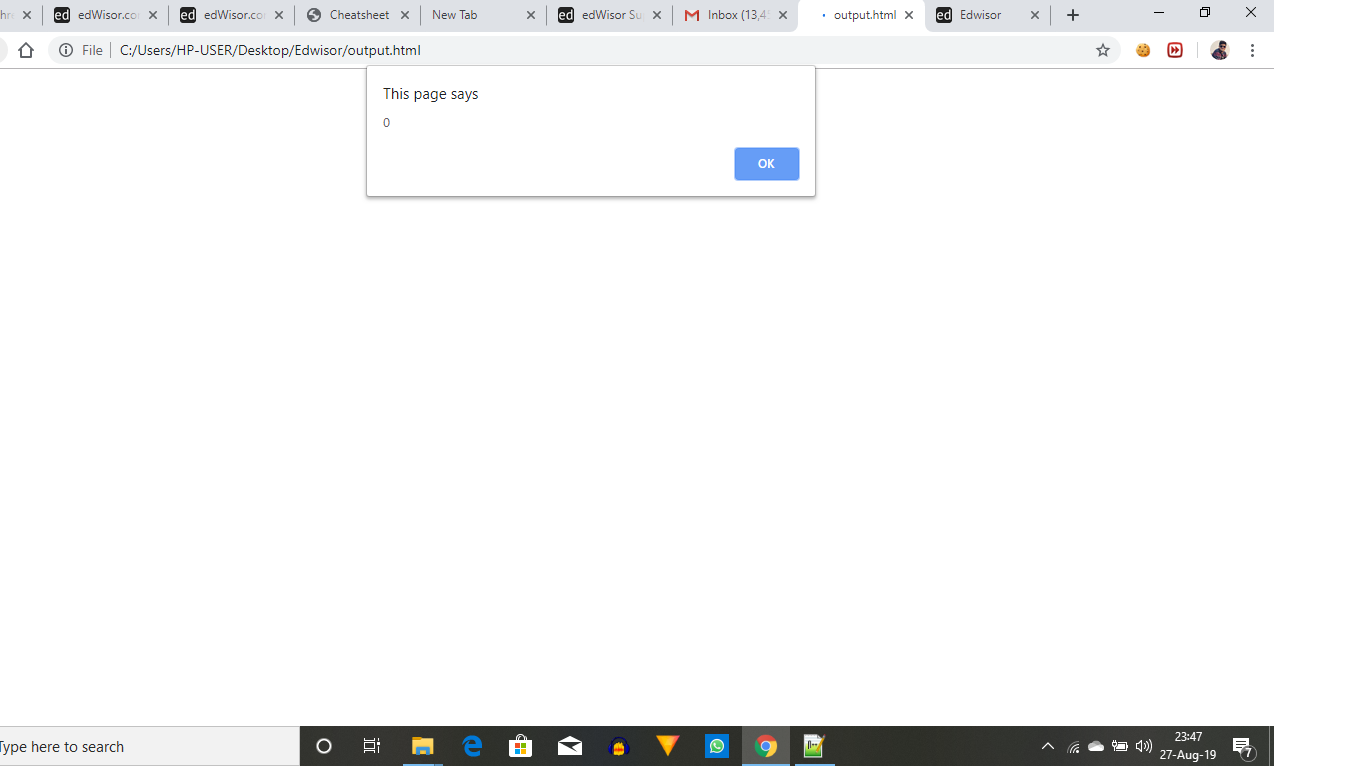 hr
ed edWisor.co
ed edWisor.co
Cheatsheet
New Tab
ed edWisor Su
Inbox (13,4
output.html
ed Edwisor
File
C:/Users/HP-USER/Desktop/Edwisor/output.html
This page says
0
OK
Type here to search
23:47
27-Aug-19
7